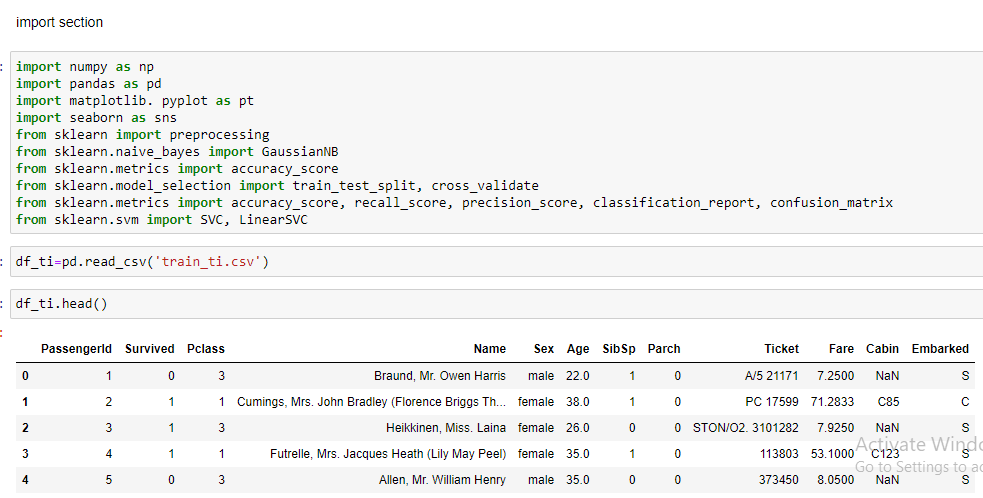 import section
import numpy as np
import pandas as pd
import matplotlib. pyplot as pt
import seaborn as sns
from sklearn import preprocessing
from sklearn.naive_bayes import GaussianNB
from sklearn.metrics import accuracy_score
from sklearn.model_selection import train_test_split, cross_validate
from sklearn.metrics import accuracy_score, recall_score, precision_score, classification_report, confusion_matrix
from sklearn.svm import SVC, LinearSVC
df_ti=pd.read_csv('train_ti.csv')
df_ti.head()
PassengerId Survived Pclass Name Sex Age SibSp Parch Ticket Fare Cabin Embarked
0 1 0 3 Braund, Mr. Owen Harris male 22.0 1 0 A/5 21171 7.2500 NaN S
1 2 1 1 Cumings, Mrs. John Bradley (Florence Briggs Th... female 38.0 1 0 PC 17599 71.2833 C85 C
2 3 1 3 Heikkinen, Miss. Laina female 26.0 0 0 STON/O2. 3101282 7.9250 NaN S
3 4 1 1 Futrelle, Mrs. Jacques Heath (Lily May Peel) female 35.0 1 0 113803 53.1000 C123 S
4 5 0 3 Allen, Mr. William Henry male 35.0 0 0 373450 8.0500 NaN S
Activate Windo
Go to Settings to ac